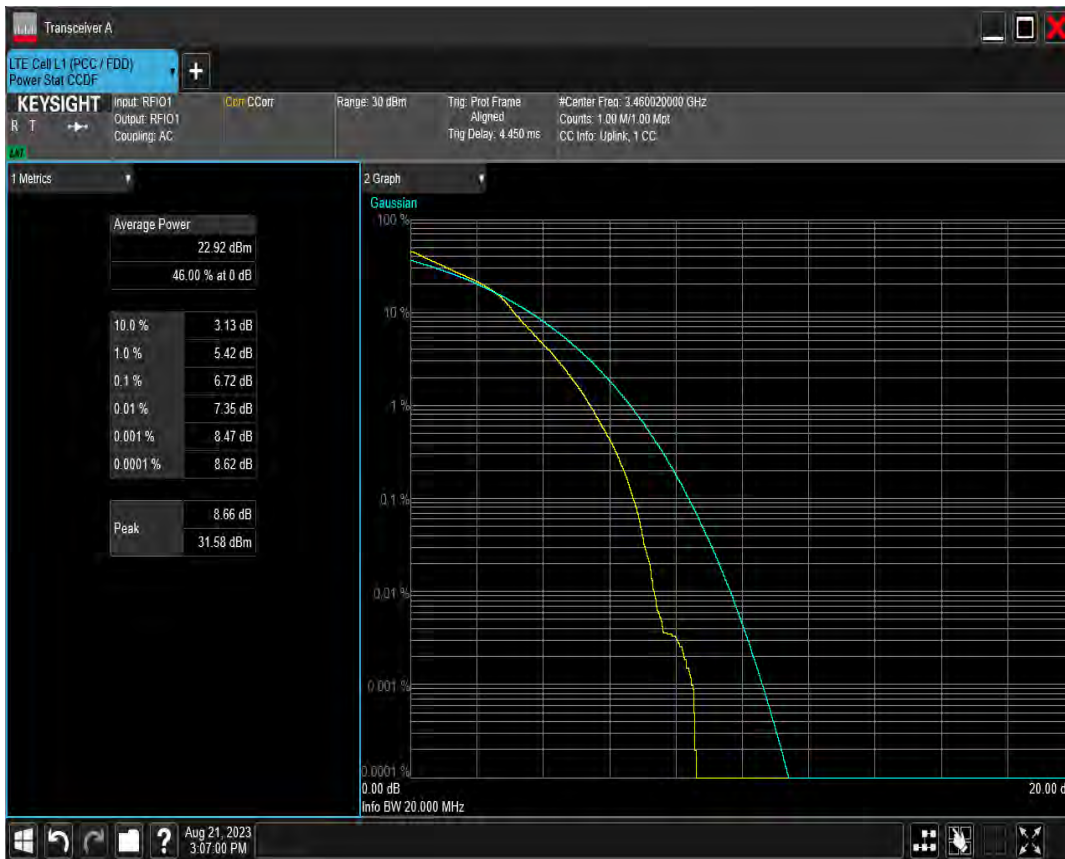 Transceiver A
LTE Cell L1 (PCC / FDD)
Power Stat CCDF
+
KEYSIGHT
R T
LXI
Input: RFIO1
Output: RFIO1
Coupling: AC
Corr CCorr
Range: 30 dBm
Trig: Prot Frame
Aligned
Trig Delay: 4.450 ms
#Center Freq: 3.460020000 GHz
Counts: 1.00 M/1.00 Mpt
CC Info: Uplink, 1 CC
1 Metrics
Average Power
22.92 dBm
46.00 % at 0 dB
10.0 % 3.13 dB
1.0 % 5.42 dB
0.1 % 6.72 dB
0.01 % 7.35 dB
0.001 % 8.47 dB
0.0001 % 8.62 dB
Peak
8.66 dB
31.58 dBm
2 Graph
Gaussian
100 %
10 %
1 %
0.1 %
0.01 %
0.001 %
0.0001 %
0.00 dB
20.00 d
Info BW 20.000 MHz
?
Aug 21, 2023
3:07:00 PM